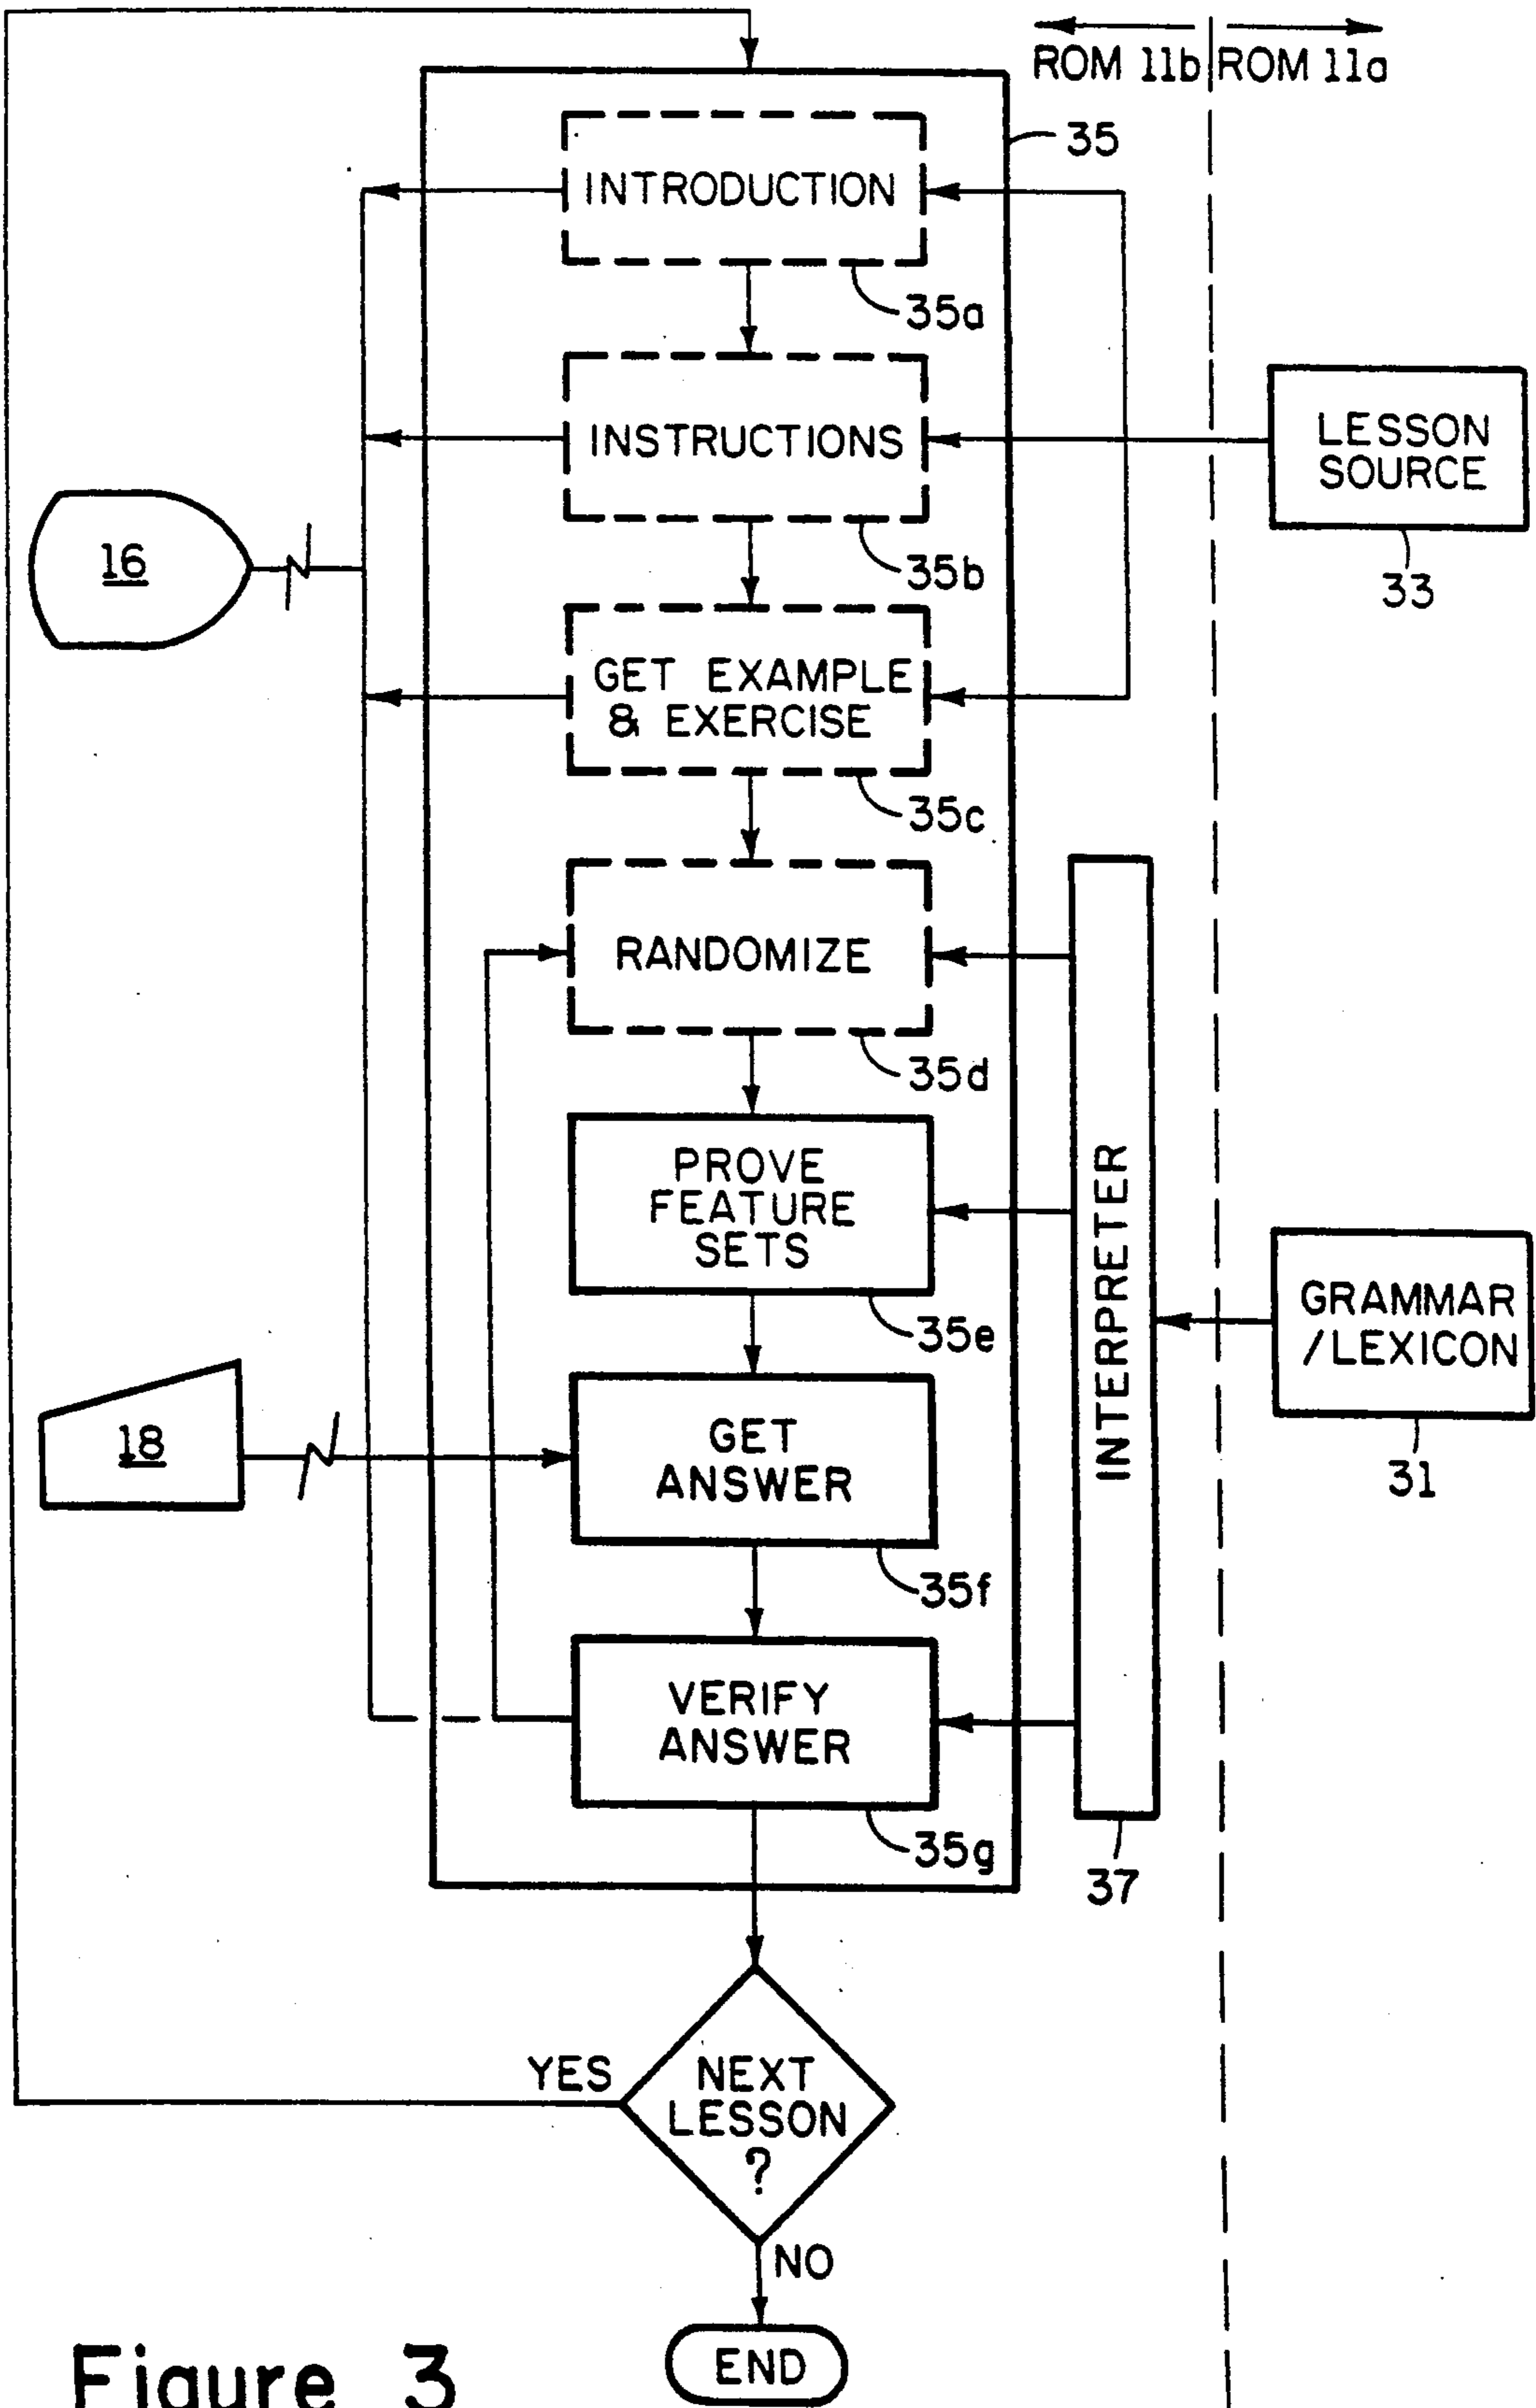 ROM 11b ROM 11a
35
INTRODUCTION
35a
INSTRUCTIONS
35b
LESSON
SOURCE
33
16
GET EXAMPLE
& EXERCISE
35c
RANDOMIZE
35d
PROVE
FEATURE
SETS
35e
INTERPRETER
37
GRAMMAR
/LEXICON
31
18
GET
ANSWER
35f
VERIFY
ANSWER
35g
YES
NEXT
LESSON
?
NO
END
Figure 3